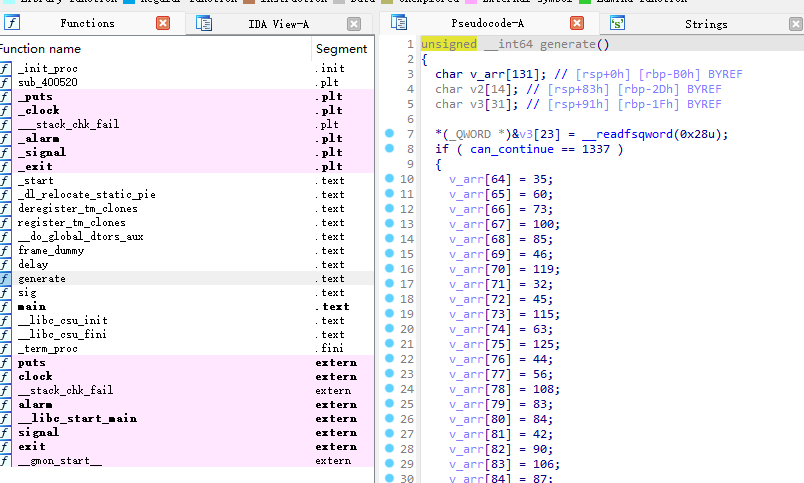 Library function Regular function Instruction Data Unexplored External symbol Lumina function
Functions
IDA View-A
Pseudocode-A
Strings
Function name Segment
_init_proc .init
sub_400520 .plt
_puts .plt
_clock .plt
___stack_chk_fail .plt
_alarm .plt
_signal .plt
_exit .plt
_start .text
_dl_relocate_static_pie .text
deregister_tm_clones .text
register_tm_clones .text
__do_global_dtors_aux .text
frame_dummy .text
delay .text
generate .text
sig .text
main .text
__libc_csu_init .text
__libc_csu_fini .text
_term_proc .fini
puts extern
clock extern
__stack_chk_fail extern
alarm extern
__libc_start_main extern
signal extern
exit extern
__gmon_start__ extern
1 unsigned __int64 generate()
2 {
3 char v_arr[131]; // [rsp+0h] [rbp-B0h] BYREF
4 char v2[14]; // [rsp+83h] [rbp-2Dh] BYREF
5 char v3[31]; // [rsp+91h] [rbp-1Fh] BYREF
6
7 *(_QWORD *)&v3[23] = __readfsqword(0x28u);
8 if ( can_continue == 1337 )
9 {
10 v_arr[64] = 35;
11 v_arr[65] = 60;
12 v_arr[66] = 73;
13 v_arr[67] = 100;
14 v_arr[68] = 85;
15 v_arr[69] = 46;
16 v_arr[70] = 119;
17 v_arr[71] = 32;
18 v_arr[72] = 45;
19 v_arr[73] = 115;
20 v_arr[74] = 63;
21 v_arr[75] = 125;
22 v_arr[76] = 44;
23 v_arr[77] = 56;
24 v_arr[78] = 108;
25 v_arr[79] = 83;
26 v_arr[80] = 84;
27 v_arr[81] = 42;
28 v_arr[82] = 90;
29 v_arr[83] = 106;
30 v_arr[84] = 87;